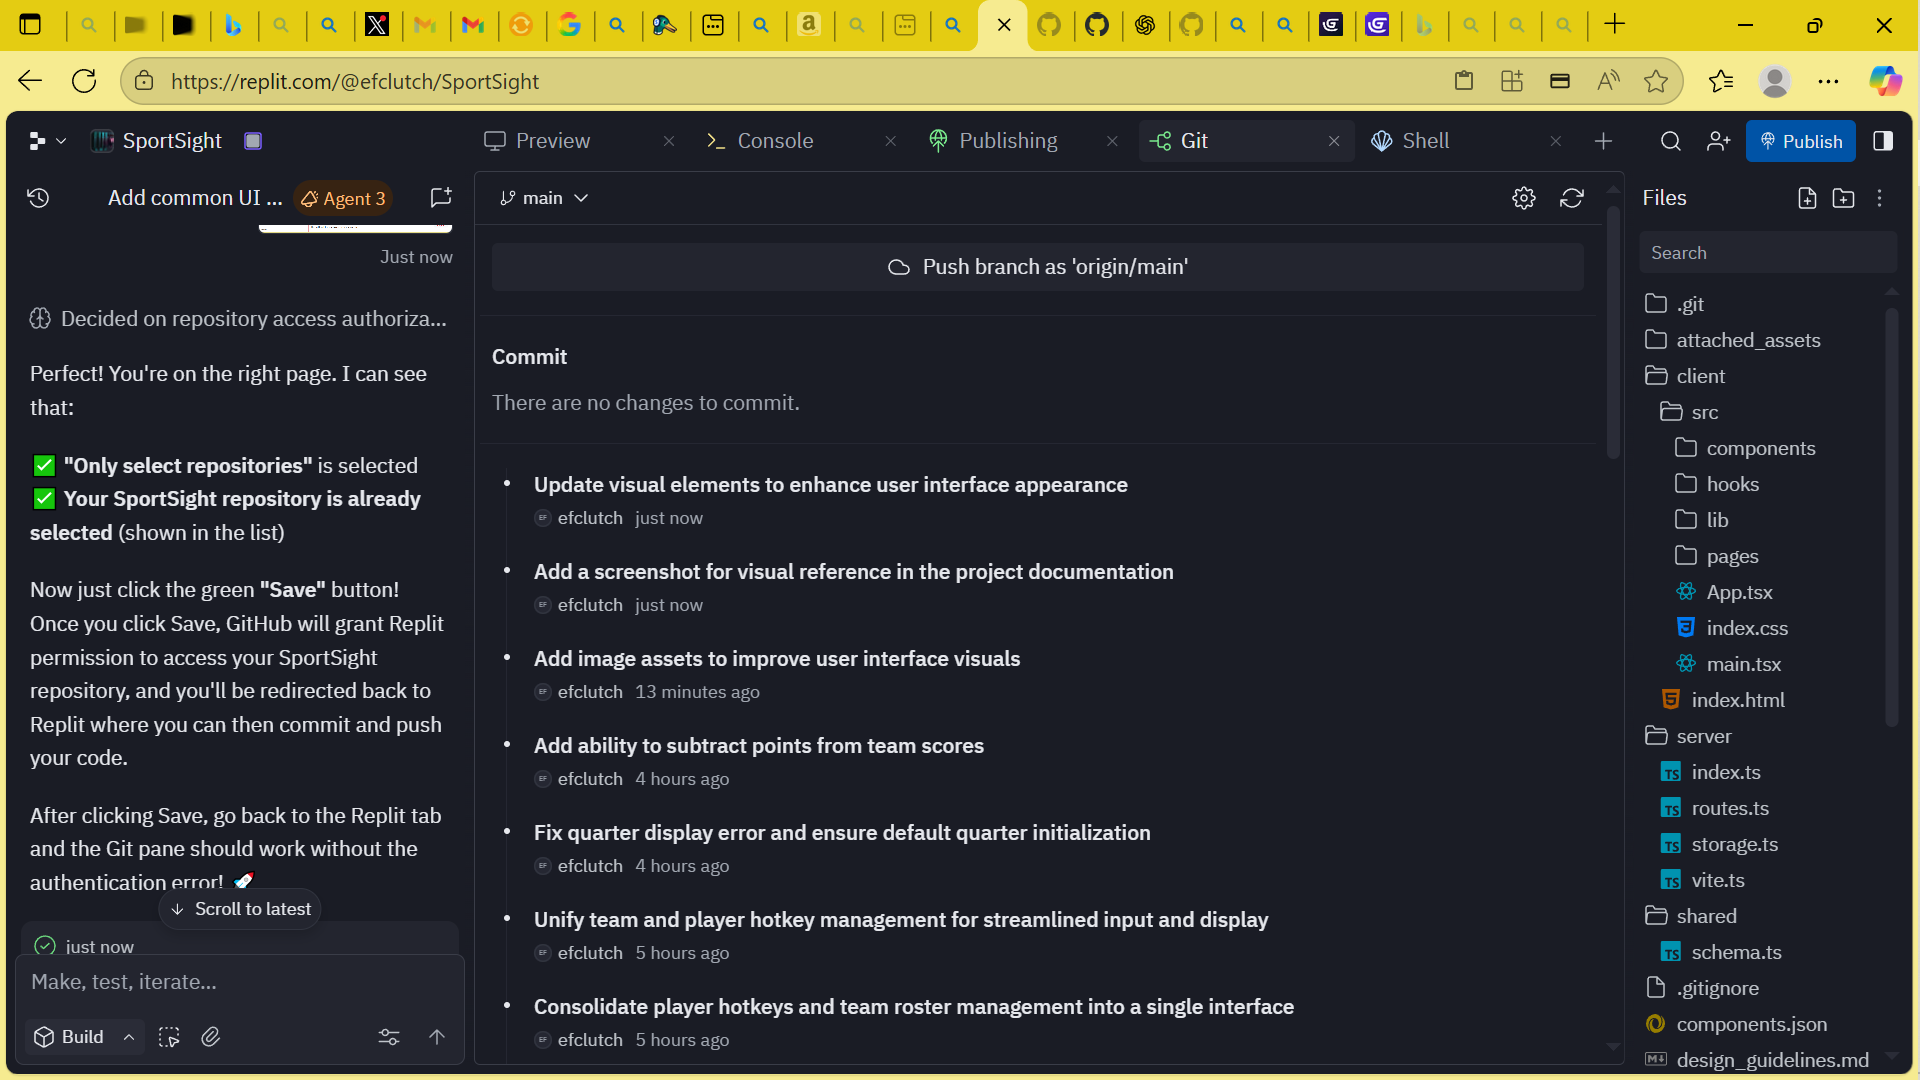 https://replit.com/@efclutch/SportSight
SportSight
Preview
Console
Publishing
Git
Shell
Publish
Add common UI ...
Agent 3
Just now
Decided on repository access authoriza...
Perfect! You're on the right page. I can see
that:
"Only select repositories" is selected
Your SportSight repository is already
selected (shown in the list)
Now just click the green "Save" button!
Once you click Save, GitHub will grant Replit
permission to access your SportSight
repository, and you'll be redirected back to
Replit where you can then commit and push
your code.
After clicking Save, go back to the Replit tab
and the Git pane should work without the
authentication error! 🚀
Scroll to latest
just now
Make, test, iterate...
Build
main
Push branch as 'origin/main'
Commit
There are no changes to commit.
Update visual elements to enhance user interface appearance
EF efclutch just now
Add a screenshot for visual reference in the project documentation
EF efclutch just now
Add image assets to improve user interface visuals
EF efclutch 13 minutes ago
Add ability to subtract points from team scores
EF efclutch 4 hours ago
Fix quarter display error and ensure default quarter initialization
EF efclutch 4 hours ago
Unify team and player hotkey management for streamlined input and display
EF efclutch 5 hours ago
Consolidate player hotkeys and team roster management into a single interface
EF efclutch 5 hours ago
Files
Search
.git
attached_assets
client
src
components
hooks
lib
pages
App.tsx
index.css
main.tsx
index.html
server
TS index.ts
TS routes.ts
TS storage.ts
TS vite.ts
shared
TS schema.ts
.gitignore
components.json
design_guidelines.md